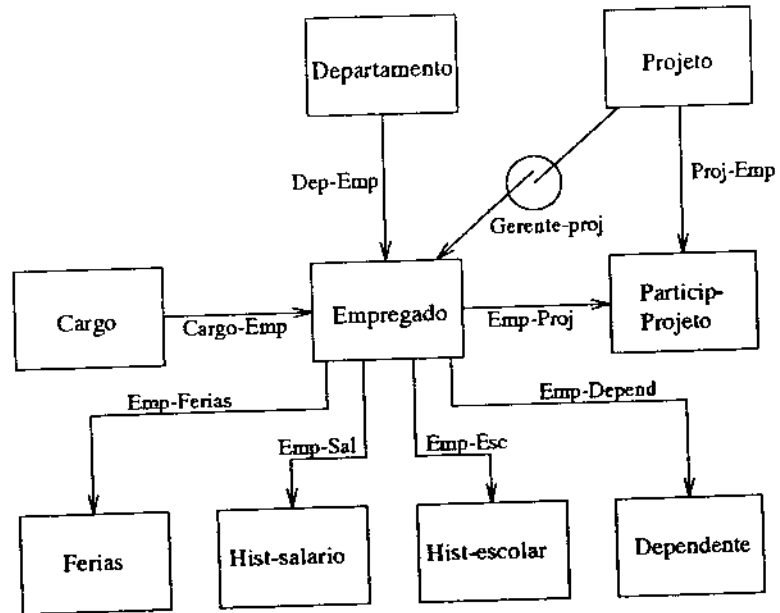 Departamento
Projeto
Dep-Emp
Proj-Emp
Gerente-proj
Cargo
Cargo-Emp
Empregado
Emp-Proj
Particip-
Projeto
Emp-Ferias
Emp-Depend
Emp-Sal
Emp-Esc
Ferias
Hist-salario
Hist-escolar
Dependente